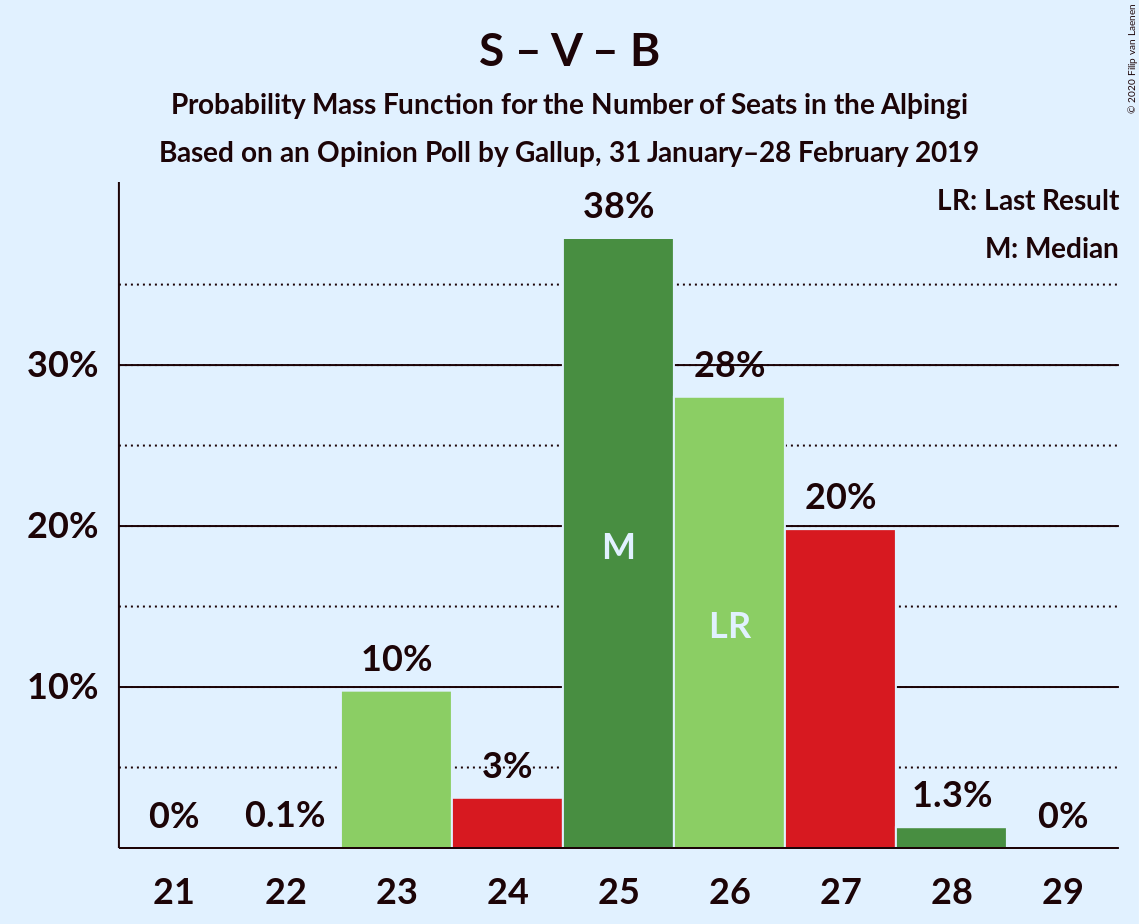 S – V – B
Probability Mass Function for the Number of Seats in the Alþingi
Based on an Opinion Poll by Gallup, 31 January–28 February 2019
© 2020 Filip van Laenen
LR: Last Result
M: Median
38%
30%
28%
20%
20%
M
LR
10%
10%
3%
0%
0.1%
1.3%
0%
21 22 23 24 25 26 27 28 29